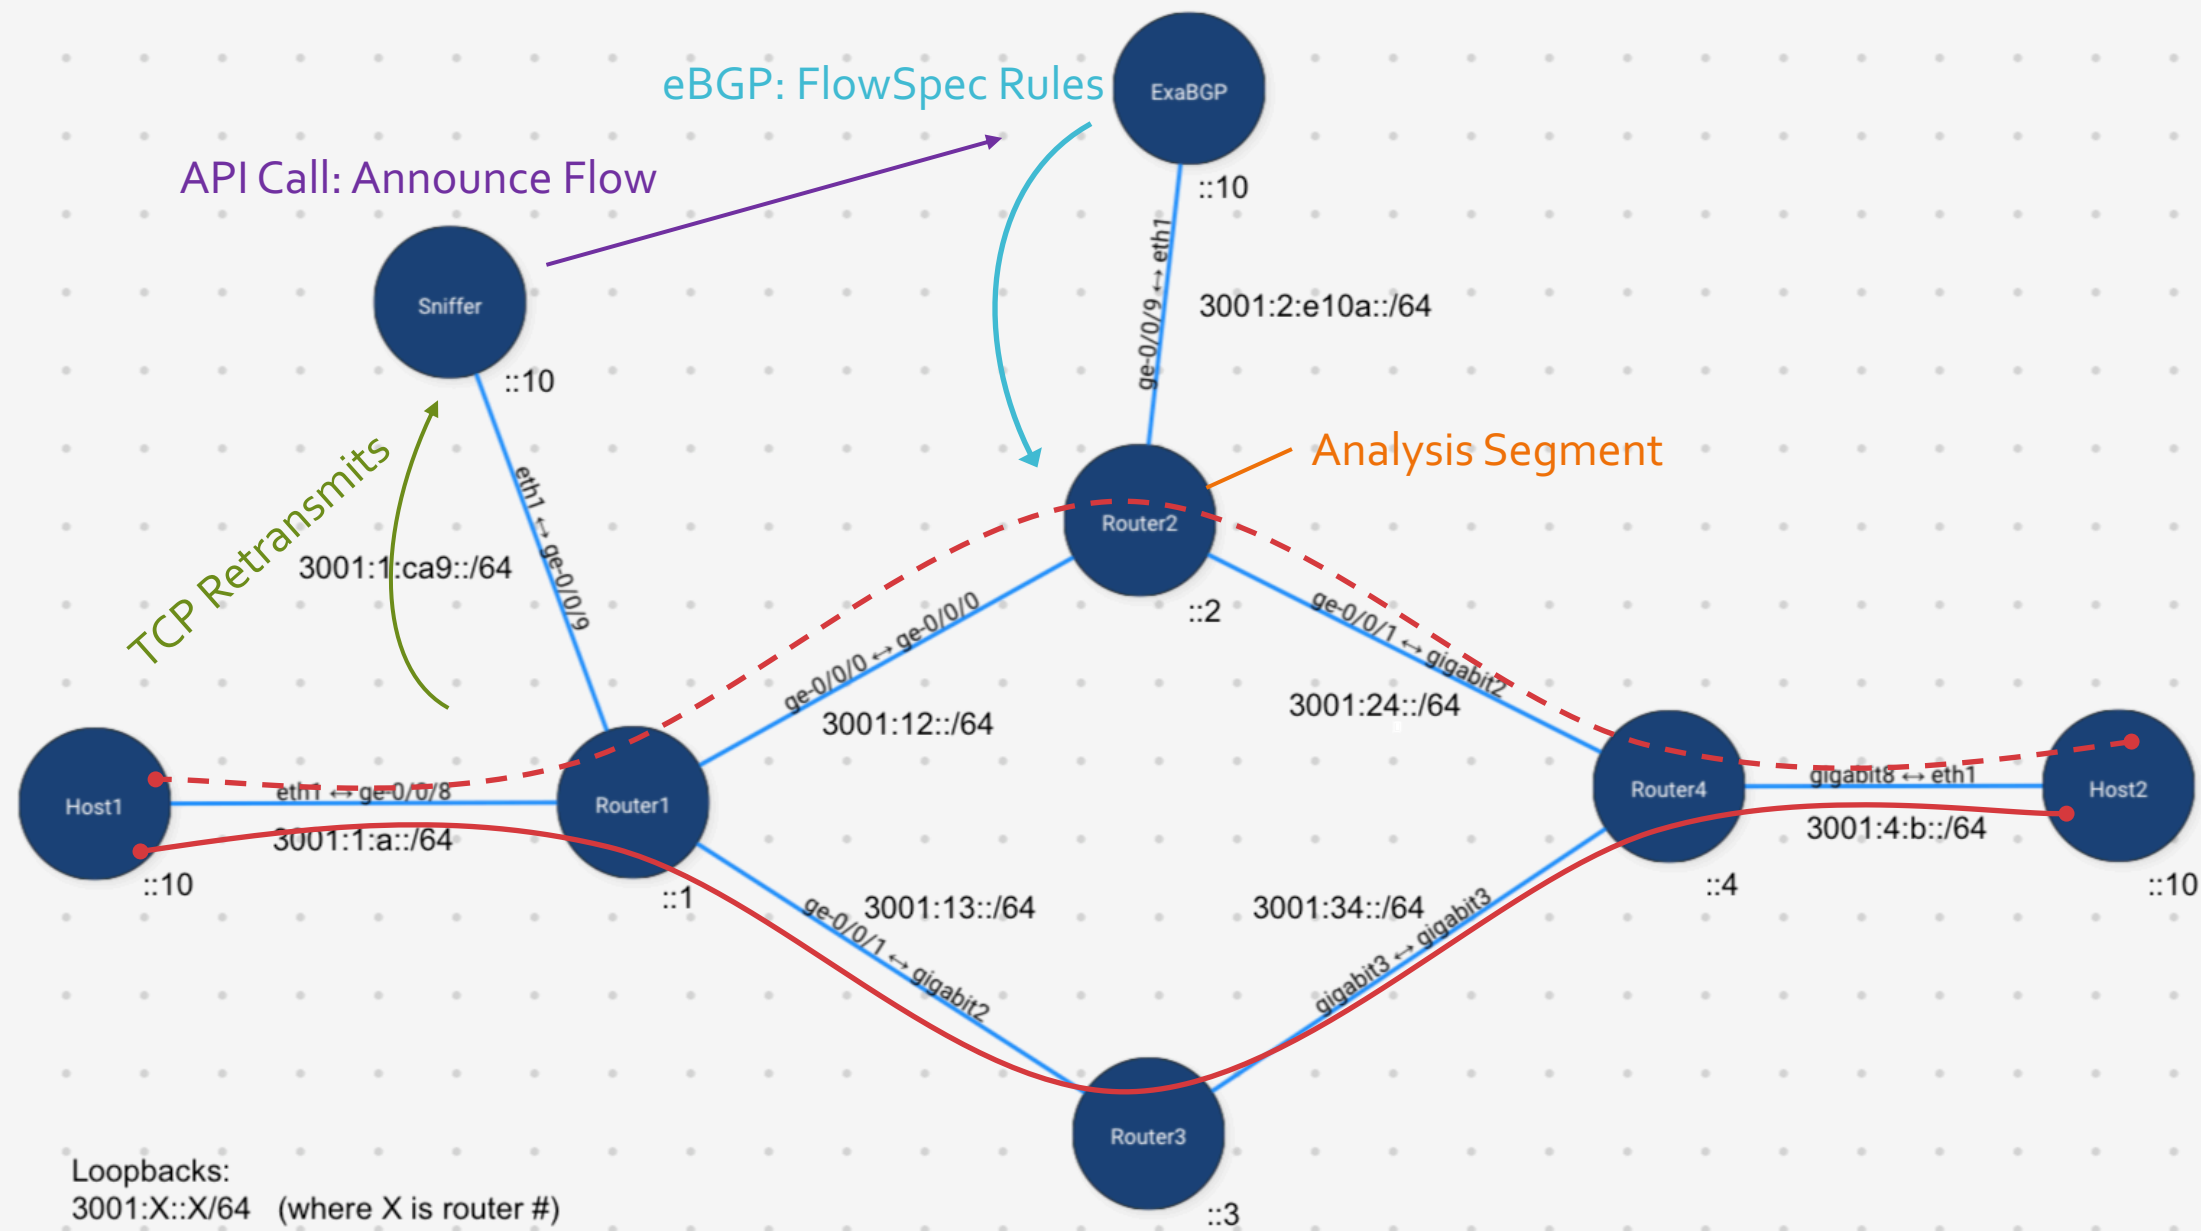 ExaBGP
eBGP: FlowSpec Rules
API Call: Announce Flow
::10
Sniffer
ge-0/0/9 ↔ eth1
3001:2:e10a::/64
::10
TCP Retransmits
eth1 ↔ ge-0/0/9
3001:1:ca9::/64
Analysis Segment
Router2
::2
ge-0/0/0 ↔ ge-0/0/0
3001:12::/64
ge-0/0/1 ↔ gigabit2
3001:24::/64
Host1
eth1 ↔ ge-0/0/8
3001:1:a::/64
::10
Router1
::1
Router4
::4
gigabit8 ↔ eth1
3001:4:b::/64
Host2
::10
3001:13::/64
ge-0/0/1 ↔ gigabit2
3001:34::/64
gigabit3 ↔ gigabit3
Router3
::3
Loopbacks:
3001:X::X/64 (where X is router #)